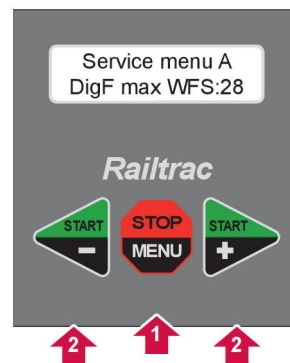 Service menu A
DigF max WFS:28
Railtrac
START STOP START
- MENU +
2 1 2